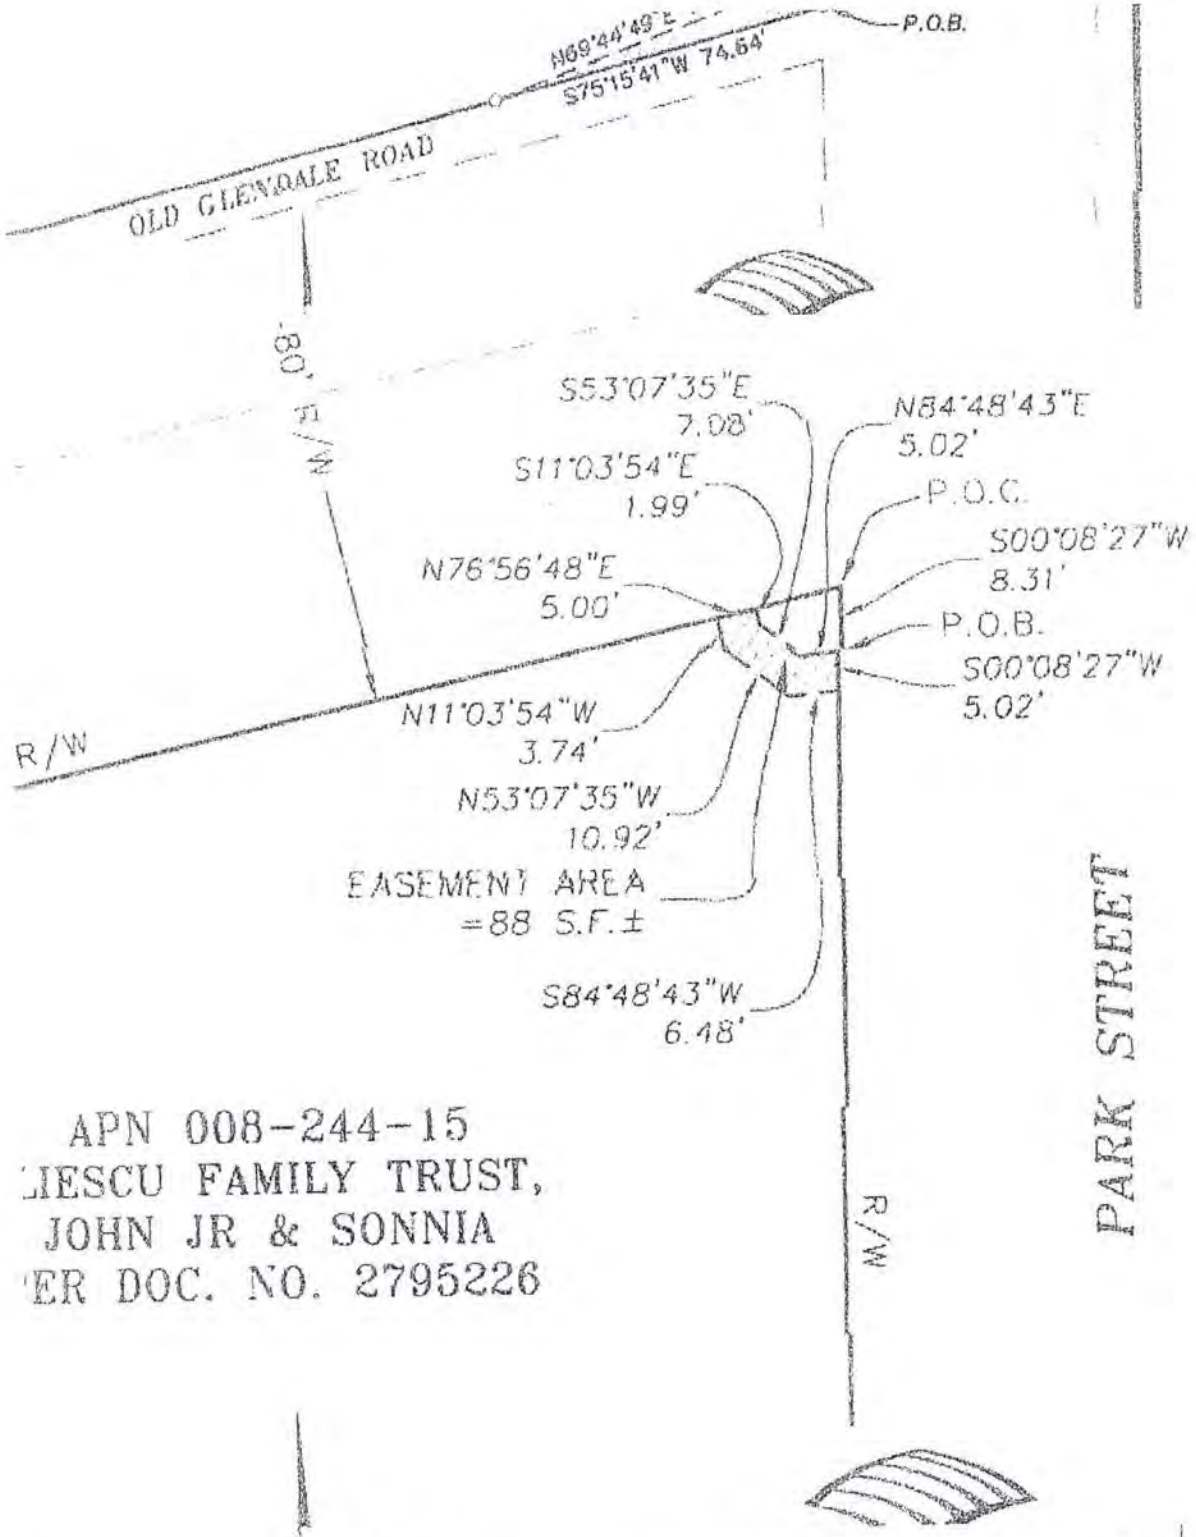 N69°44'49"E
P.O.B.
S75°15'41"W 74.64'
OLD GLENDALE ROAD
80' R/W
S53°07'35"E
7.08'
N84°48'43"E
5.02'
S11°03'54"E
1.99'
P.O.C.
S00°08'27"W
8.31'
N76°56'48"E
5.00'
P.O.B.
S00°08'27"W
5.02'
N11°03'54"W
3.74'
R/W
N53°07'35"W
10.92'
EASEMENT AREA
=88 S.F.±
S84°48'43"W
6.48'
PARK STREET
R/W
APN 008-244-15
LIESCU FAMILY TRUST,
JOHN JR & SONNIA
ER DOC. NO. 2795226